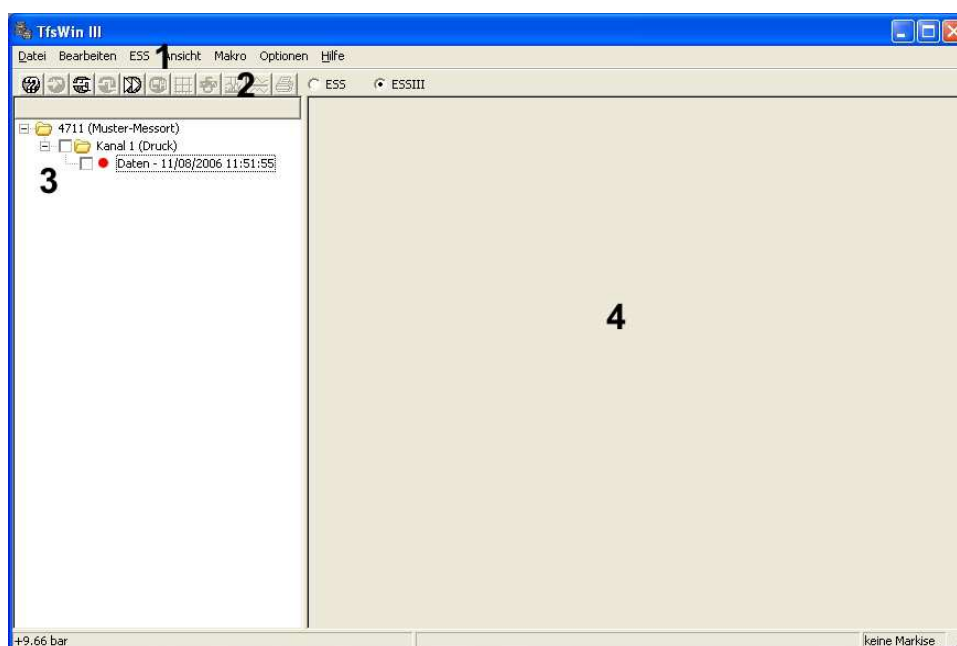 TfsWin III
Datei Bearbeiten ESS 1 Ansicht Makro Optionen Hilfe
2 ESS ESSIII
4711 (Muster-Messort)
Kanal 1 (Druck)
Daten - 11/08/2006 11:51:55
3
4
+9.66 bar keine Markise